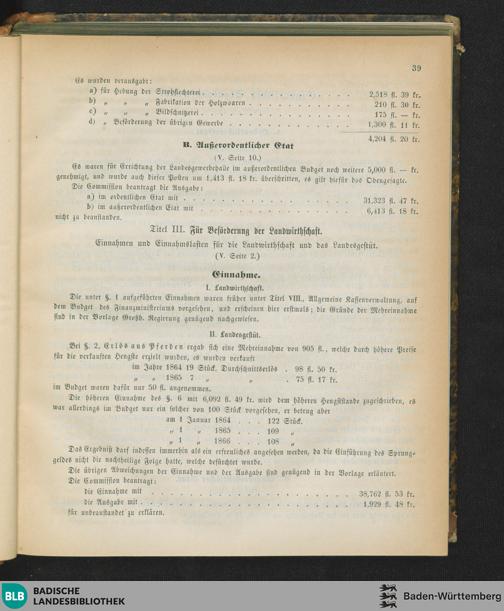 39
Es wurden verausgabt:
a) für Hebung der Strohflechterei . . . 2,518 fl. 39 kr.
b) „ „ „ Fabrikation der Holzwaaren . . . 210 fl. 30 kr.
c) „ „ „ Bildschnitzerei . . . 175 fl. — kr.
d) „ Beförderung der übrigen Gewerbe . . . 1,300 fl. 11 kr.
4,204 fl. 20 kr.
B. Außerordentlicher Etat
(V. Seite 10.)
Es waren für Errichtung der Landesgewerbehalle im außerordentlichen Budget noch weitere 5,000 fl. — kr.
genehmigt, und wurde auch dieser Posten um 1,413 fl. 18 kr. überschritten, es gilt hiefür das Obengesagte.
Die Commission beantragt die Ausgabe:
a) im ordentlichen Etat mit . . . 31,323 fl. 47 kr.
b) im außerordentlichen Etat mit . . . 6,413 fl. 18 kr.
nicht zu beanstanden.
Titel III. Für Beförderung der Landwirthschaft.
Einnahmen und Einnahmslasten für die Landwirthschaft und das Landesgestüt.
(V. Seite 2.)
Einnahme.
I. Landwirthschaft.
Die unter §. 1 aufgeführten Einnahmen waren früher unter Titel VIII., Allgemeine Kassenverwaltung, auf
dem Budget des Finanzministeriums vorgesehen, und erscheinen hier erstmals; die Gründe der Mehreinnahme
sind in der Vorlage Großh. Regierung genügend nachgewiesen.
II. Landesgestüt.
Bei §. 2, Erlös aus Pferden ergab sich eine Mehreinnahme von 905 fl., welche durch höhere Preise
für die verkauften Hengste erzielt wurden, es wurden verkauft
im Jahre 1864 19 Stück. Durchschnittserlös . 98 fl. 50 kr.
„ „ 1865 7 „ „ . 75 fl. 17 kr.
im Budget waren dafür nur 50 fl. angenommen.
Die höheren Einnahme des §. 6 mit 6,092 fl. 49 kr. wird dem höheren Hengststande zugeschrieben, es
war allerdings im Budget nur ein solcher von 100 Stück vorgesehen, er betrug aber
am 1 Januar 1864 . . . 122 Stück.
„ 1 „ 1865 . . . 109 „
„ 1 „ 1866 . . . 108 „
Das Ergebniß darf indessen immerhin als ein erfreuliches angesehen werden, da die Einführung des Sprung-
geldes nicht die nachtheilige Folge hatte, welche befürchtet wurde.
Die übrigen Abweichungen der Einnahme und der Ausgabe sind genügend in der Vorlage erläutert.
Die Commission beantragt:
die Einnahme mit . . . 38,762 fl. 53 kr.
die Ausgabe mit . . . 1,929 fl. 48 kr.
für unbeanstandet zu erklären.
BLB
BADISCHE
LANDESBIBLIOTHEK
Baden-Württemberg